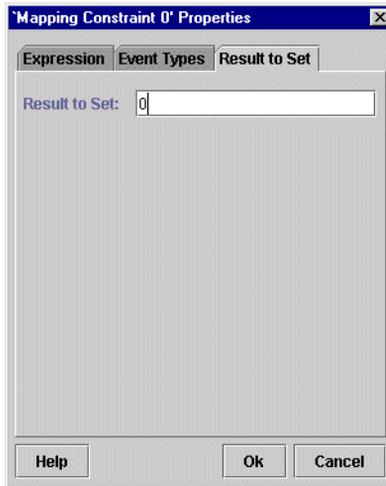 `Mapping Constraint 0' Properties
Expression Event Types Result to Set
Result to Set: 0
Help Ok Cancel